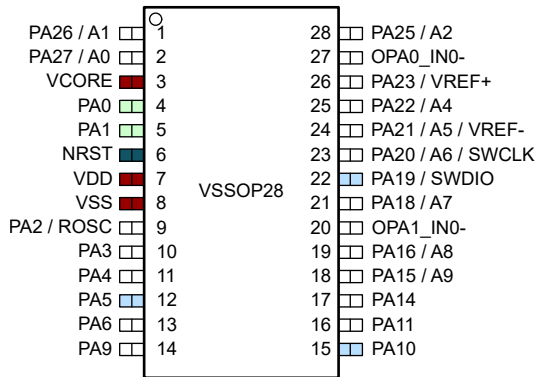 PA26 / A1 1 28 PA25 / A2
PA27 / A0 2 27 OPA0_IN0-
VCORE 3 26 PA23 / VREF+
PA0 4 25 PA22 / A4
PA1 5 24 PA21 / A5 / VREF-
NRST 6 23 PA20 / A6 / SWCLK
VDD 7 22 PA19 / SWDIO
VSSOP28
VSS 8 21 PA18 / A7
PA2 / ROSC 9 20 OPA1_IN0-
PA3 10 19 PA16 / A8
PA4 11 18 PA15 / A9
PA5 12 17 PA14
PA6 13 16 PA11
PA9 14 15 PA10